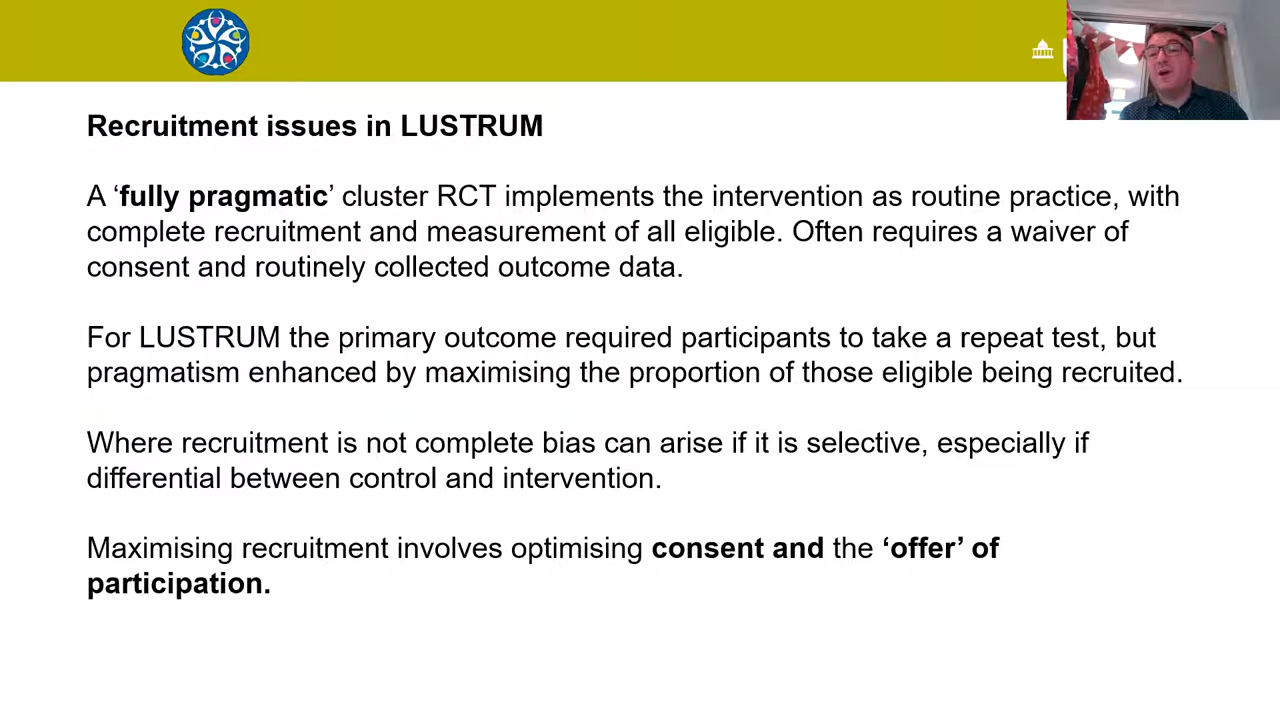 Recruitment issues in LUSTRUM
A ‘fully pragmatic’ cluster RCT implements the intervention as routine practice, with
complete recruitment and measurement of all eligible. Often requires a waiver of
consent and routinely collected outcome data.
For LUSTRUM the primary outcome required participants to take a repeat test, but
pragmatism enhanced by maximising the proportion of those eligible being recruited.
Where recruitment is not complete bias can arise if it is selective, especially if
differential between control and intervention.
Maximising recruitment involves optimising consent and the ‘offer’ of
participation.